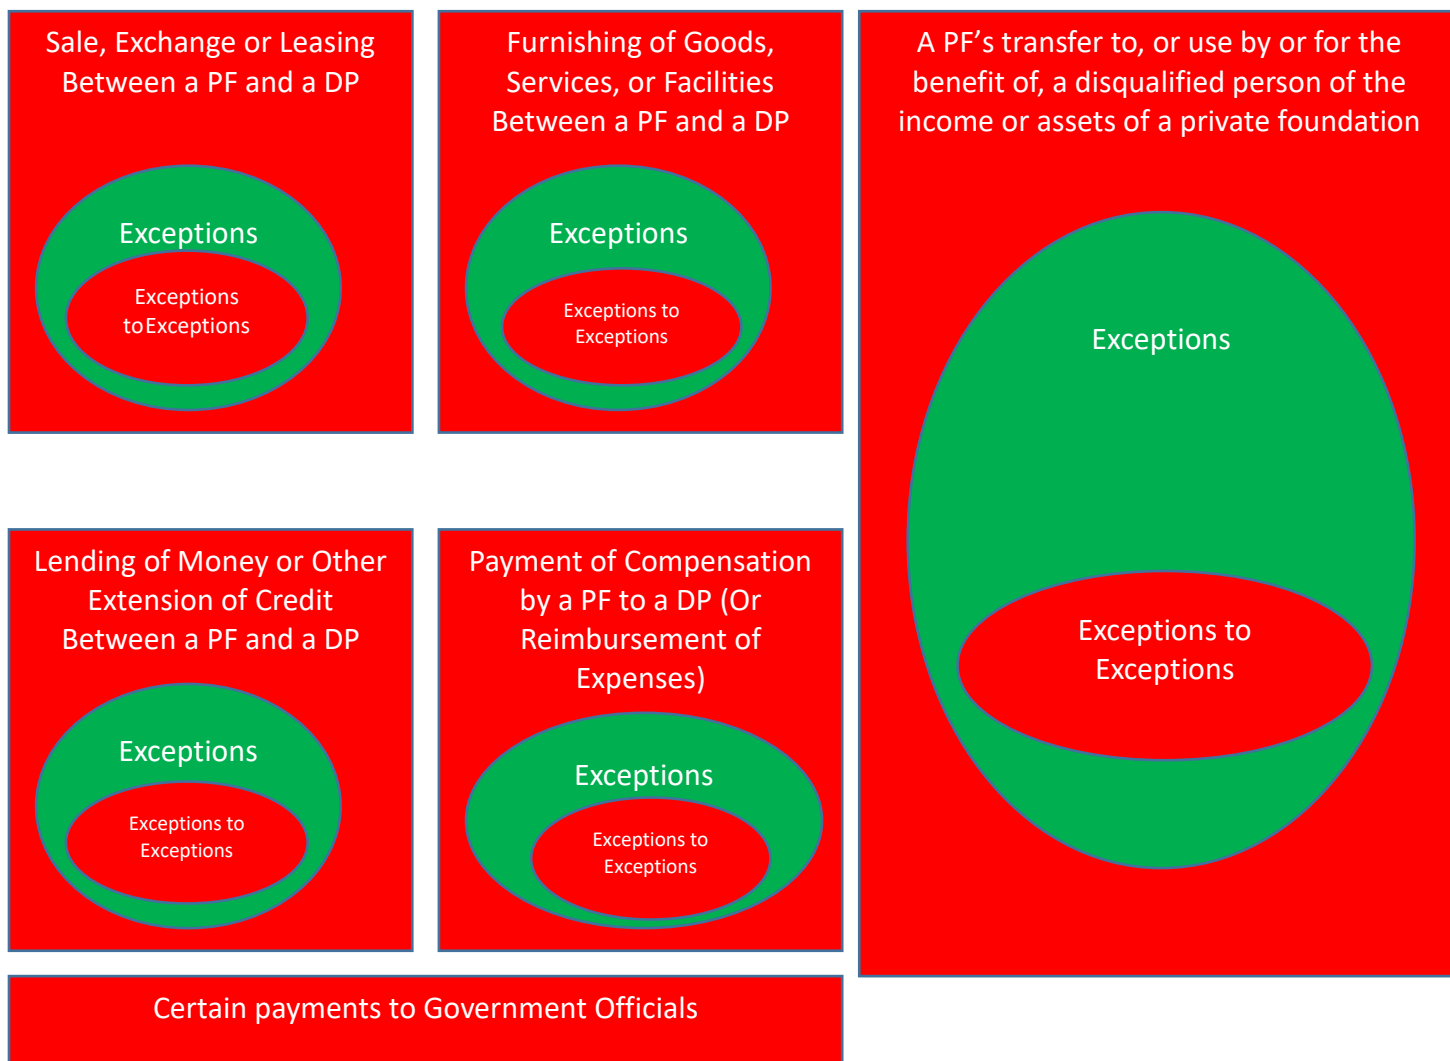 Sale, Exchange or Leasing
Between a PF and a DP
Exceptions
Exceptions
to Exceptions
Furnishing of Goods,
Services, or Facilities
Between a PF and a DP
Exceptions
Exceptions to
Exceptions
A PF’s transfer to, or use by or for the
benefit of, a disqualified person of the
income or assets of a private foundation
Exceptions
Exceptions to
Exceptions
Lending of Money or Other
Extension of Credit
Between a PF and a DP
Exceptions
Exceptions to
Exceptions
Payment of Compensation
by a PF to a DP (Or
Reimbursement of
Expenses)
Exceptions
Exceptions to
Exceptions
Certain payments to Government Officials